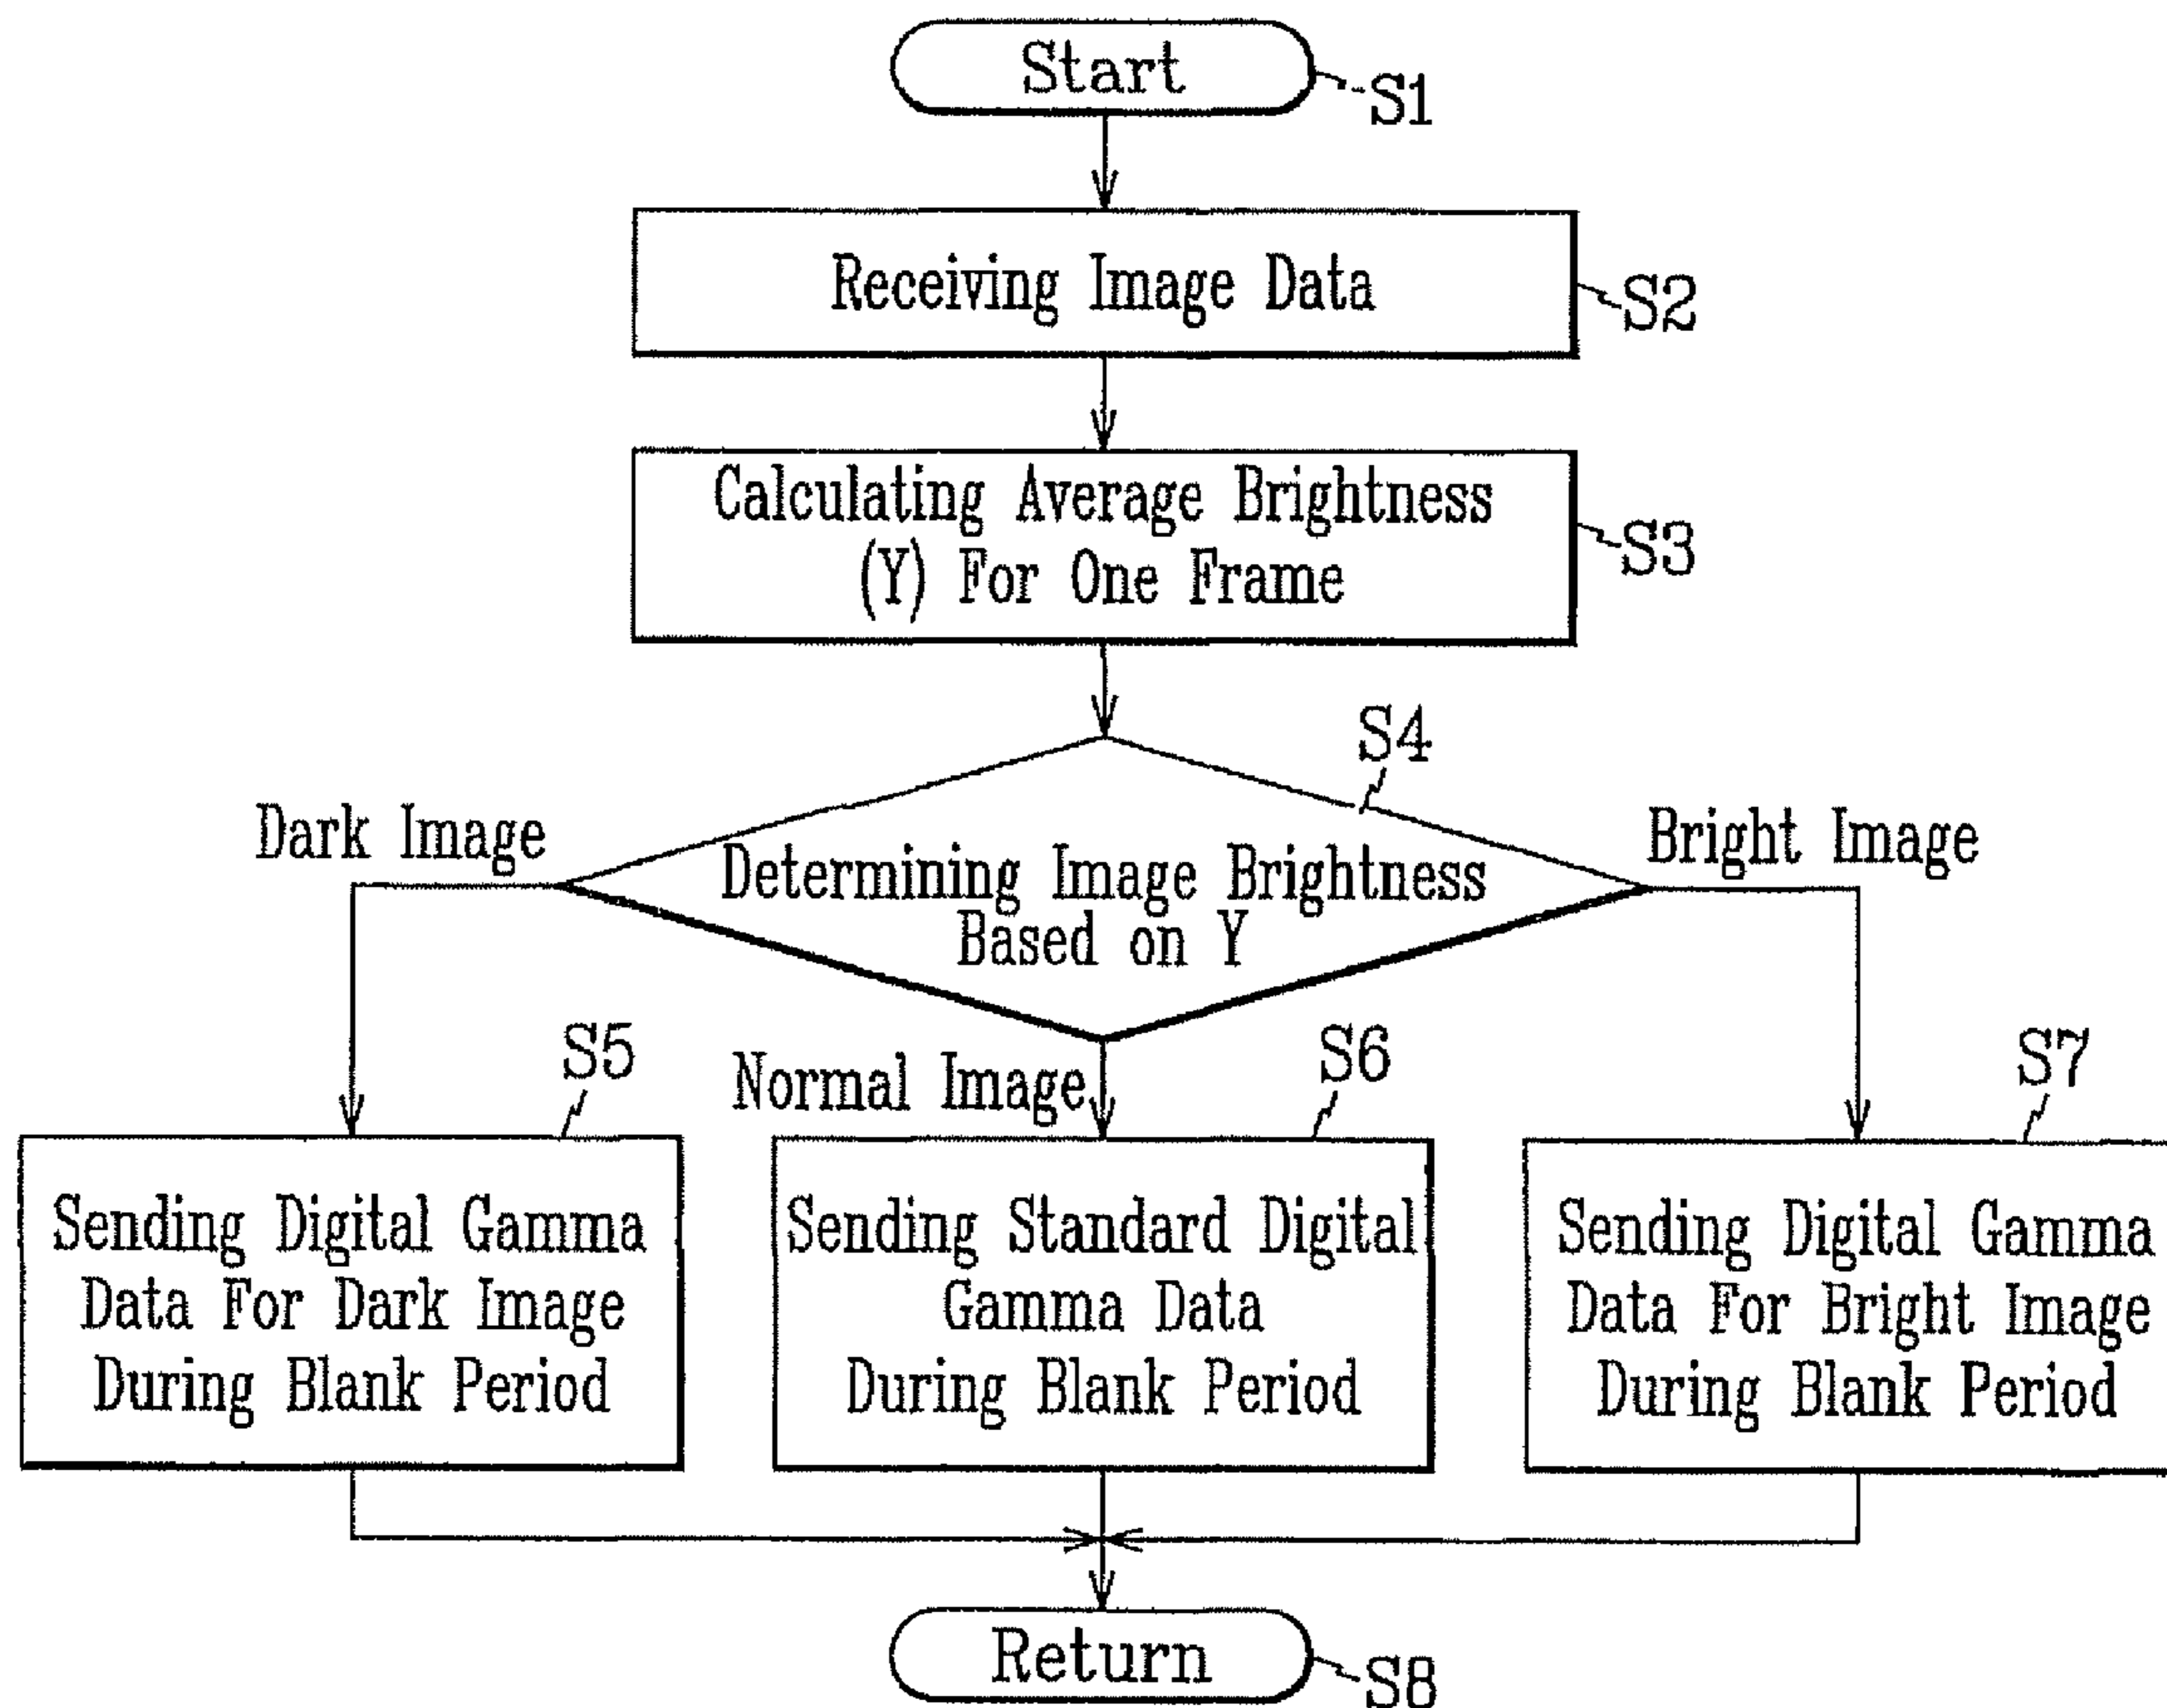 Start
S1
Receiving Image Data
S2
Calculating Average Brightness
(Y) For One Frame
S3
S4
Dark Image
Bright Image
Determining Image Brightness
Based on Y
S5
Normal Image
S6
S7
Sending Digital Gamma
Data For Dark Image
During Blank Period
Sending Standard Digital
Gamma Data
During Blank Period
Sending Digital Gamma
Data For Bright Image
During Blank Period
Return
S8